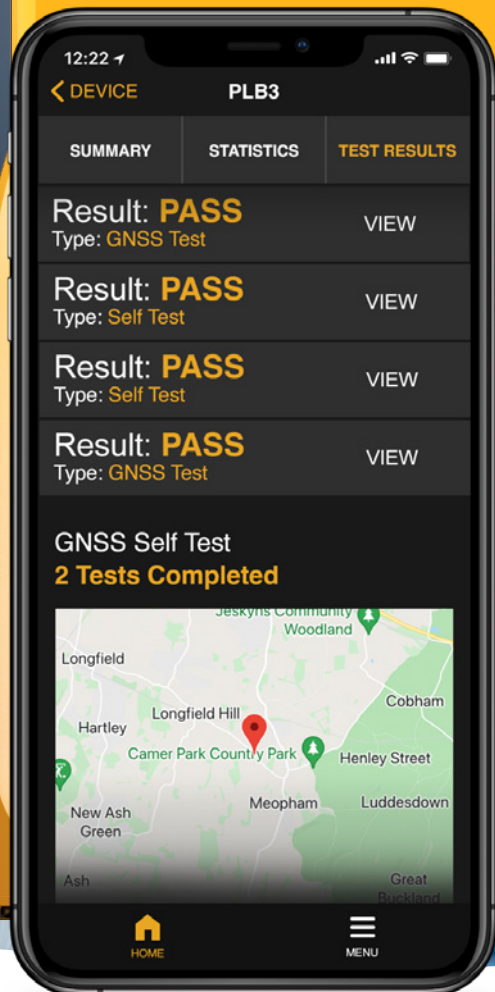 12:22
DEVICE
PLB3
SUMMARY
STATISTICS
TEST RESULTS
Result: PASS
Type: GNSS Test
VIEW
Result: PASS
Type: Self Test
VIEW
Result: PASS
Type: Self Test
VIEW
Result: PASS
Type: GNSS Test
VIEW
GNSS Self Test
2 Tests Completed
Jeskyns Community
Woodland
Longfield
Cobham
Longfield Hill
Hartley
Camer Park Country Park
Henley Street
New Ash
Green
Meopham
Luddesdown
Ash
Great
Buckland
HOME
MENU